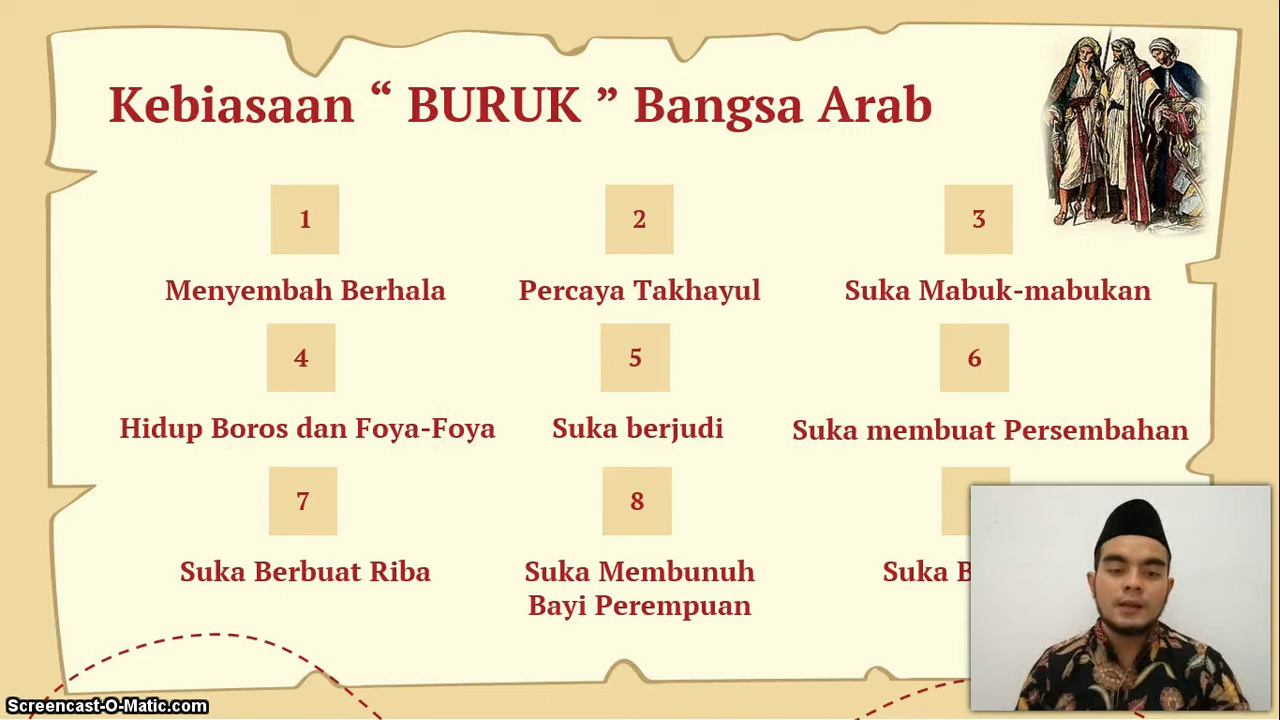 Kebiasaan “ BURUK ” Bangsa Arab
1
2
3
Menyembah Berhala
Percaya Takhayul
Suka Mabuk-mabukan
4
5
6
Hidup Boros dan Foya-Foya
Suka berjudi
Suka membuat Persembahan
7
8
Suka Berbuat Riba
Suka Membunuh
Bayi Perempuan
Suka
Screencast-O-Matic.com